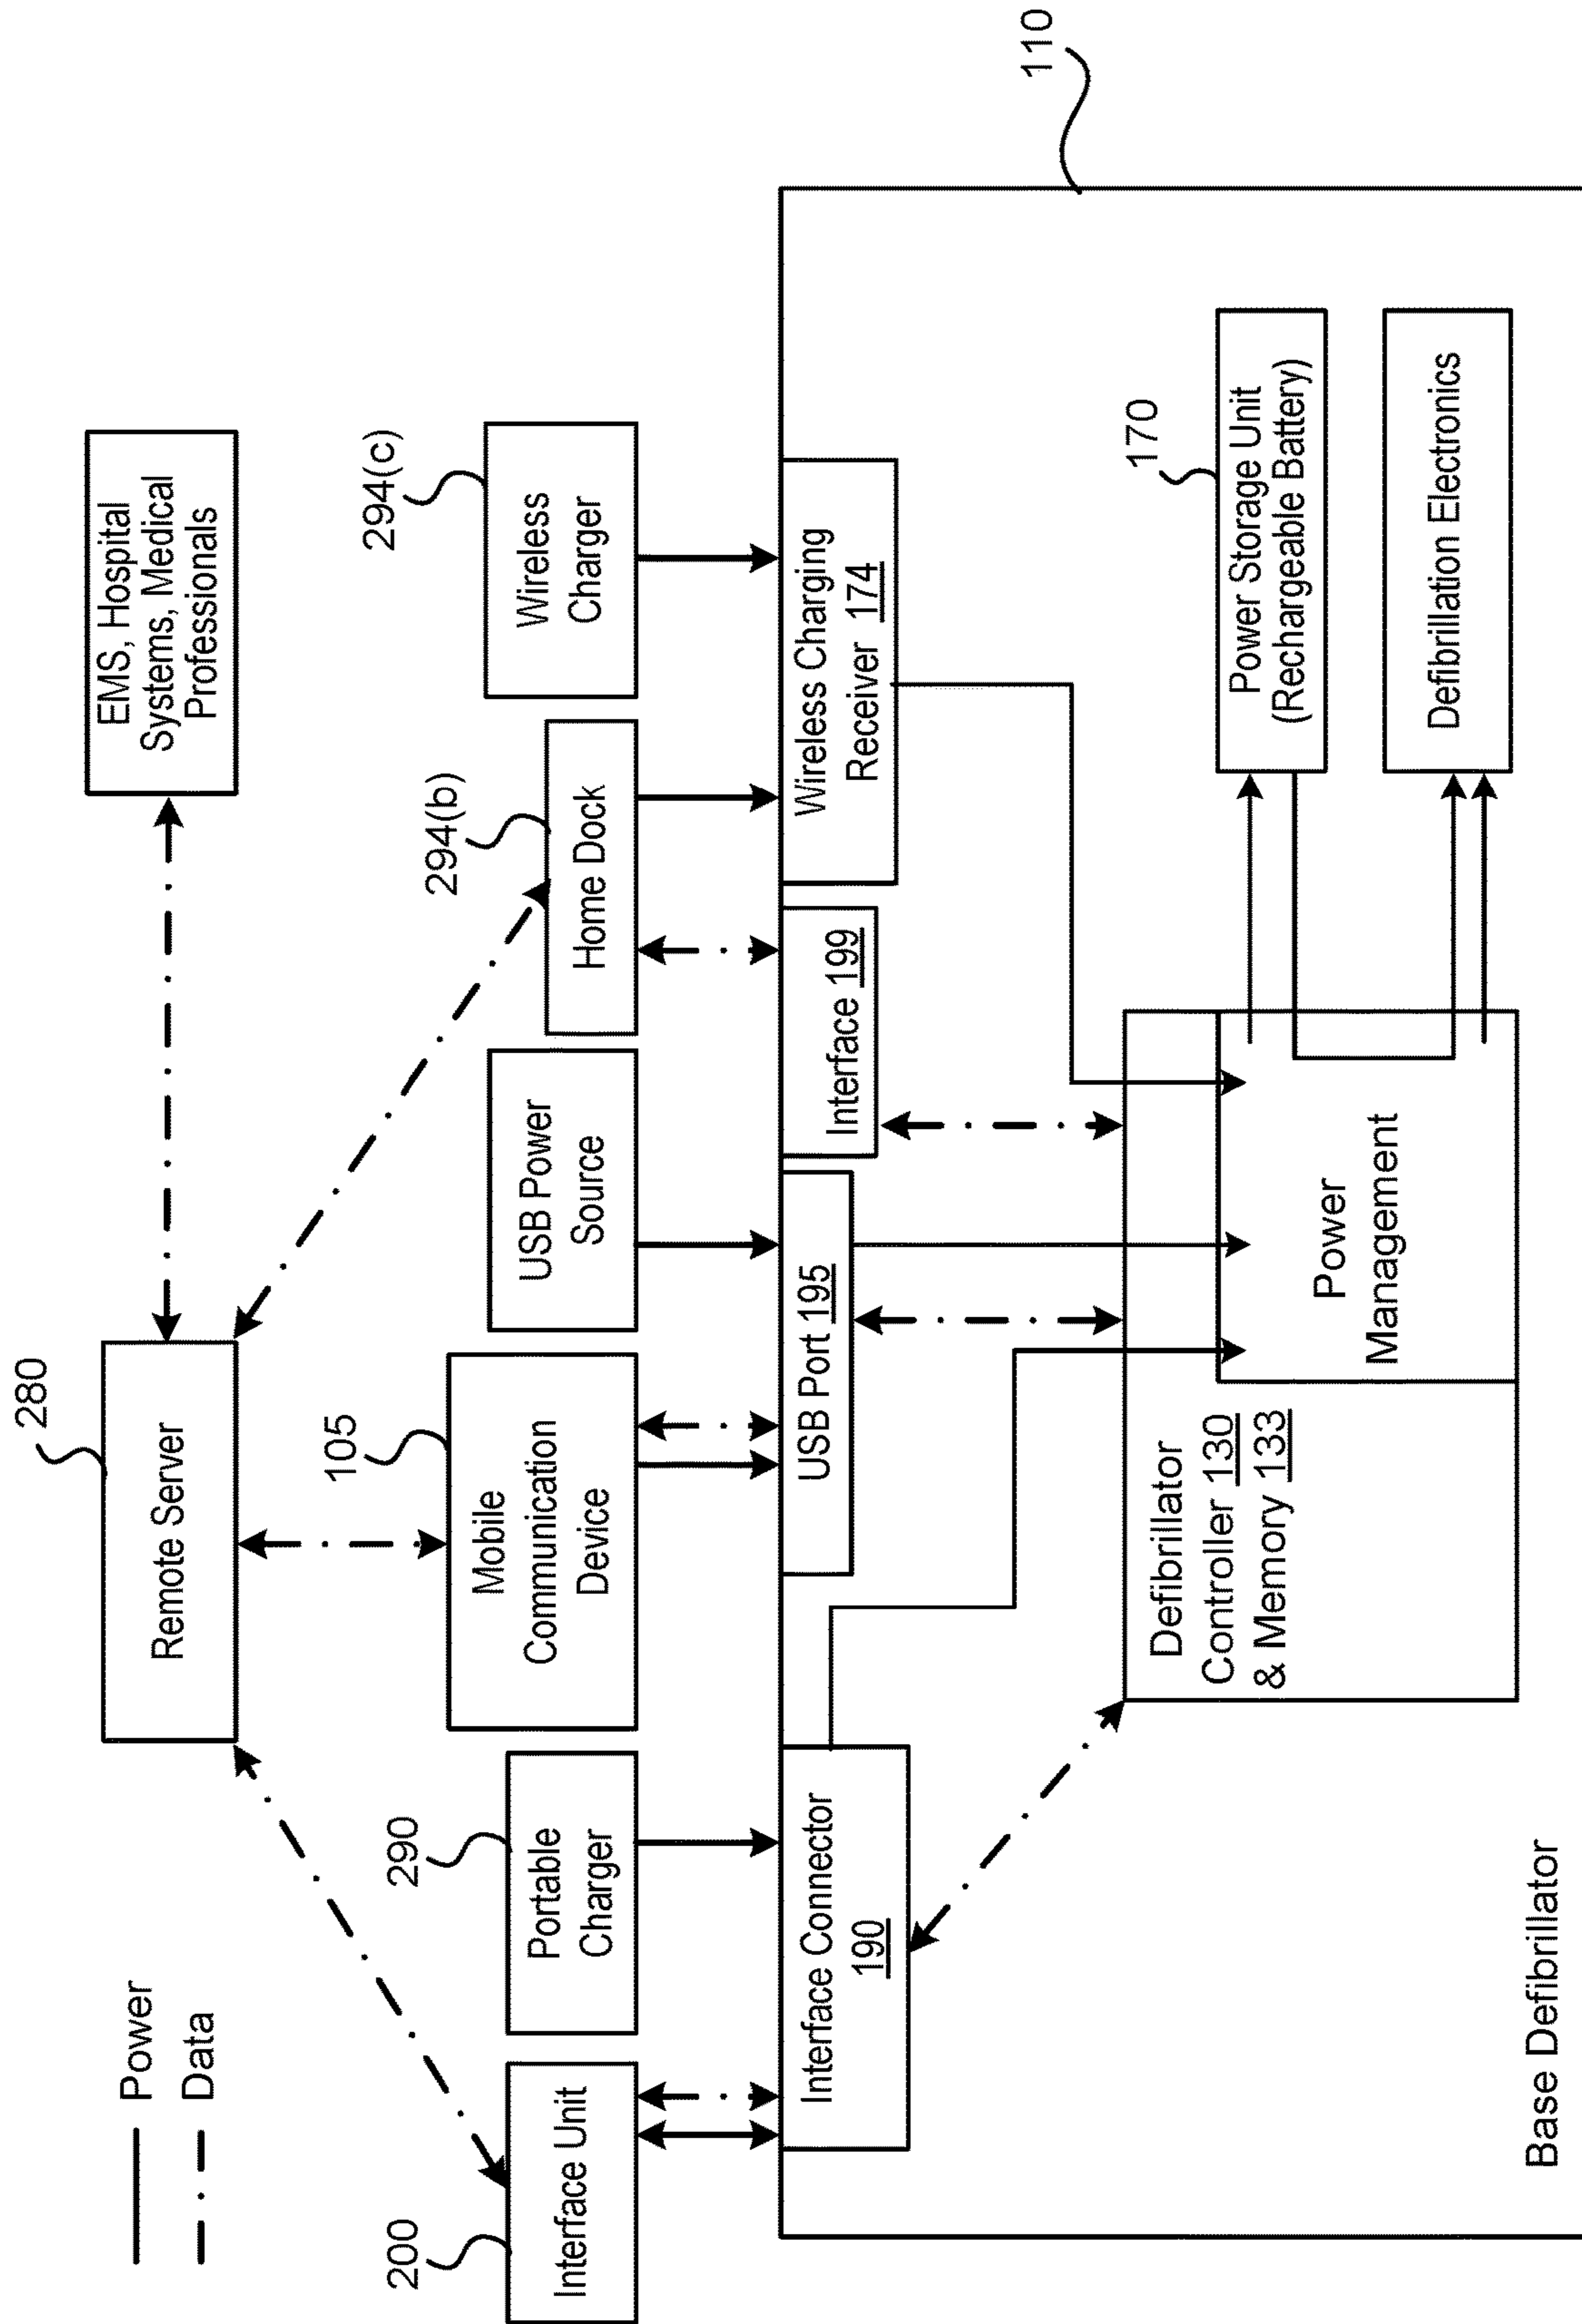 Power
Data
280
Remote Server
EMS, Hospital
Systems, Medical
Professionals
200
Interface Unit
290
Portable
Charger
105
Mobile
Communication
Device
USB Power
Source
294(b)
Home Dock
294(c)
Wireless
Charger
110
Interface Connector
190
USB Port 195
Interface 199
Wireless Charging
Receiver 174
Defibrillator
Controller 130
& Memory 133
Power
Management
170
Power Storage Unit
(Rechargeable Battery)
Defibrillation Electronics
Base Defibrillator